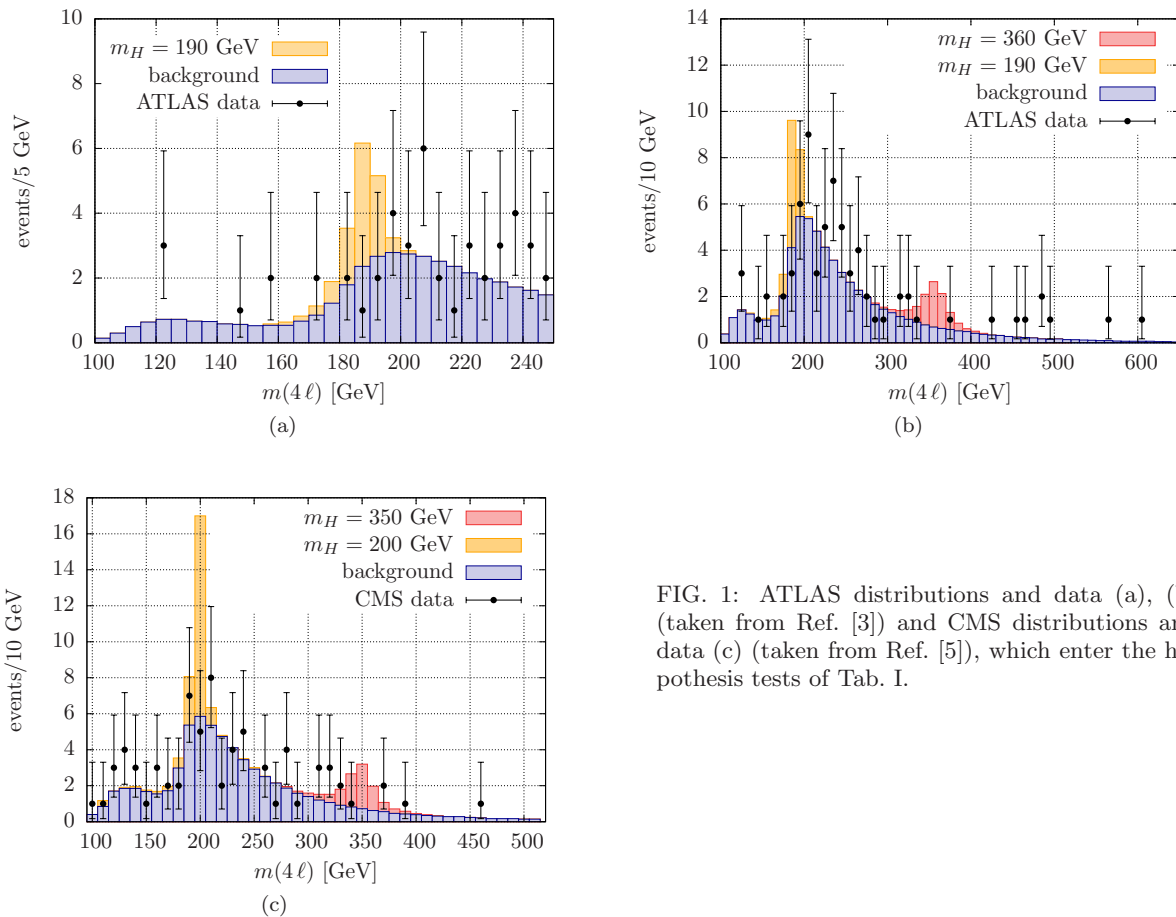 10
8
6
4
2
0
events/5 GeV
m_H = 190 GeV
background
ATLAS data
100 120 140 160 180 200 220 240
m(4 ℓ) [GeV]
(a)
14
12
10
8
6
4
2
0
events/10 GeV
m_H = 360 GeV
m_H = 190 GeV
background
ATLAS data
100 200 300 400 500 600
m(4 ℓ) [GeV]
(b)
18
16
14
12
10
8
6
4
2
0
events/10 GeV
m_H = 350 GeV
m_H = 200 GeV
background
CMS data
100 150 200 250 300 350 400 450 500
m(4 ℓ) [GeV]
(c)
FIG. 1: ATLAS distributions and data (a), (
(taken from Ref. [3]) and CMS distributions a
data (c) (taken from Ref. [5]), which enter the h
pothesis tests of Tab. I.